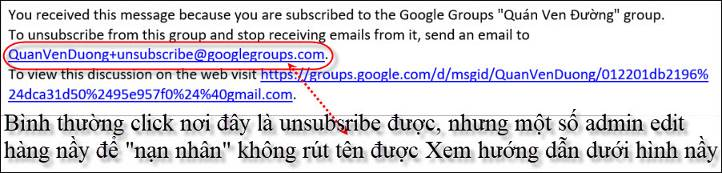 You received this message because you are subscribed to the Google Groups "Quán Ven Đường" group.
To unsubscribe from this group and stop receiving emails from it, send an email to
QuanVenDuong+unsubscribe@googlegroups.com.
To view this discussion on the web visit https://groups.google.com/d/msgid/QuanVenDuong/012201db2196%
24dca31d50%2495e957f0%24%40gmail.com.
Bình thường click nơi đây là unsubsribe được, nhưng một số admin edit
hàng nầy để "nạn nhân" không rút tên được Xem hướng dẫn dưới hình nầy